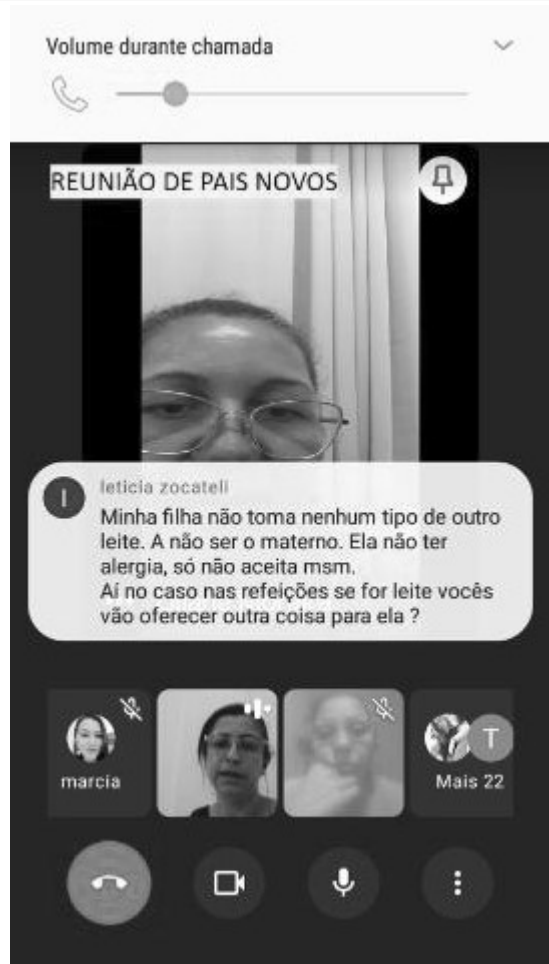 Volume durante chamada
REUNIÃO DE PAIS NOVOS
I
leticia zocateli
Minha filha não toma nenhum tipo de outro
leite. A não ser o materno. Ela não ter
alergia, só não aceita msm.
Aí no caso nas refeições se for leite vocês
vão oferecer outra coisa para ela ?
marcia
T
Mais 22